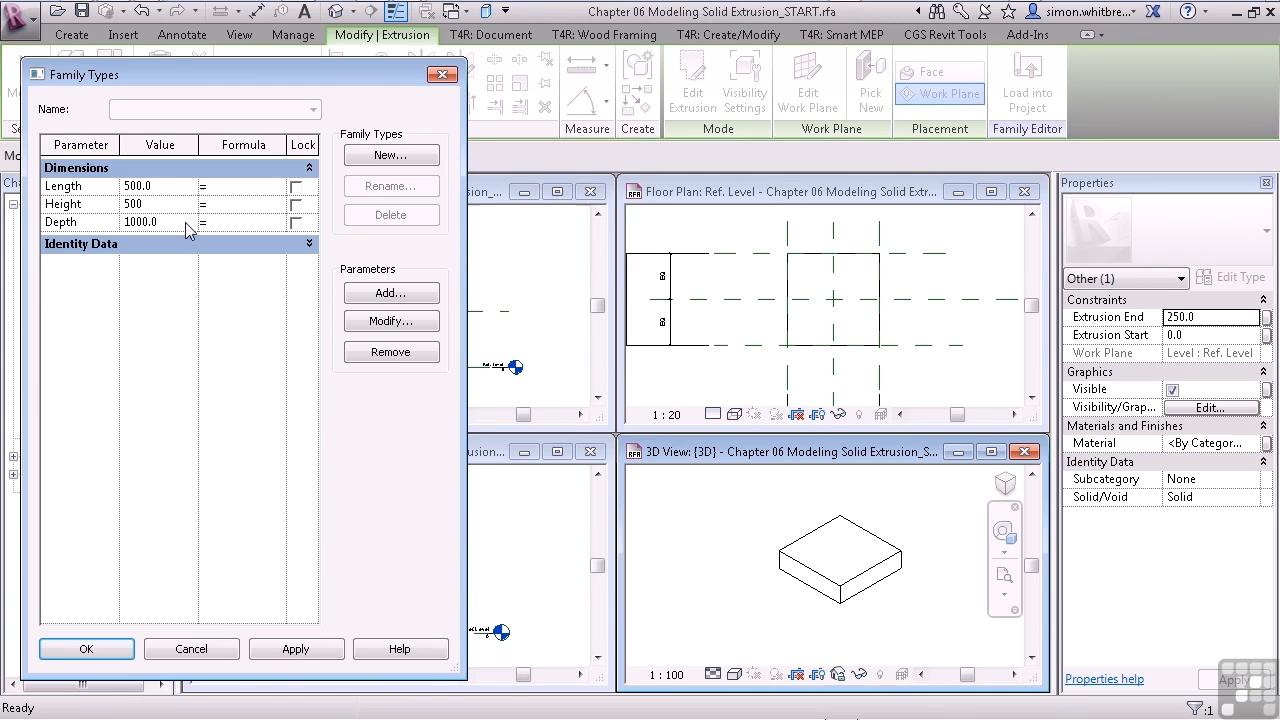 Chapter 06 Modeling Solid Extrusion_START.rfa
simon.whitbre...
Create Insert Annotate View Manage Modify | Extrusion T4R: Document T4R: Wood Framing T4R: Create/Modify T4R: Smart MEP CGS Revit Tools Add-Ins
Family Types
Name:
Parameter Value Formula Lock
Dimensions
Length 500.0 =
Height 500 =
Depth 1000.0 =
Identity Data
Family Types
New...
Rename...
Delete
Parameters
Add...
Modify...
Remove
OK Cancel Apply Help
Edit Extrusion
Visibility Settings
Edit Work Plane
Pick New
Face
Work Plane
Load into Project
Measure Create Mode Work Plane Placement Family Editor
Floor Plan: Ref. Level - Chapter 06 Modeling Solid Extr...
1 : 20
3D View: {3D} - Chapter 06 Modeling Solid Extrusion_S...
1 : 100
Properties
Other (1) Edit Type
Constraints
Extrusion End 250.0
Extrusion Start 0.0
Work Plane Level : Ref. Level
Graphics
Visible
Visibility/Grap... Edit...
Materials and Finishes
Material <By Categor...
Identity Data
Subcategory None
Solid/Void Solid
Properties help Apply
Ready
:1